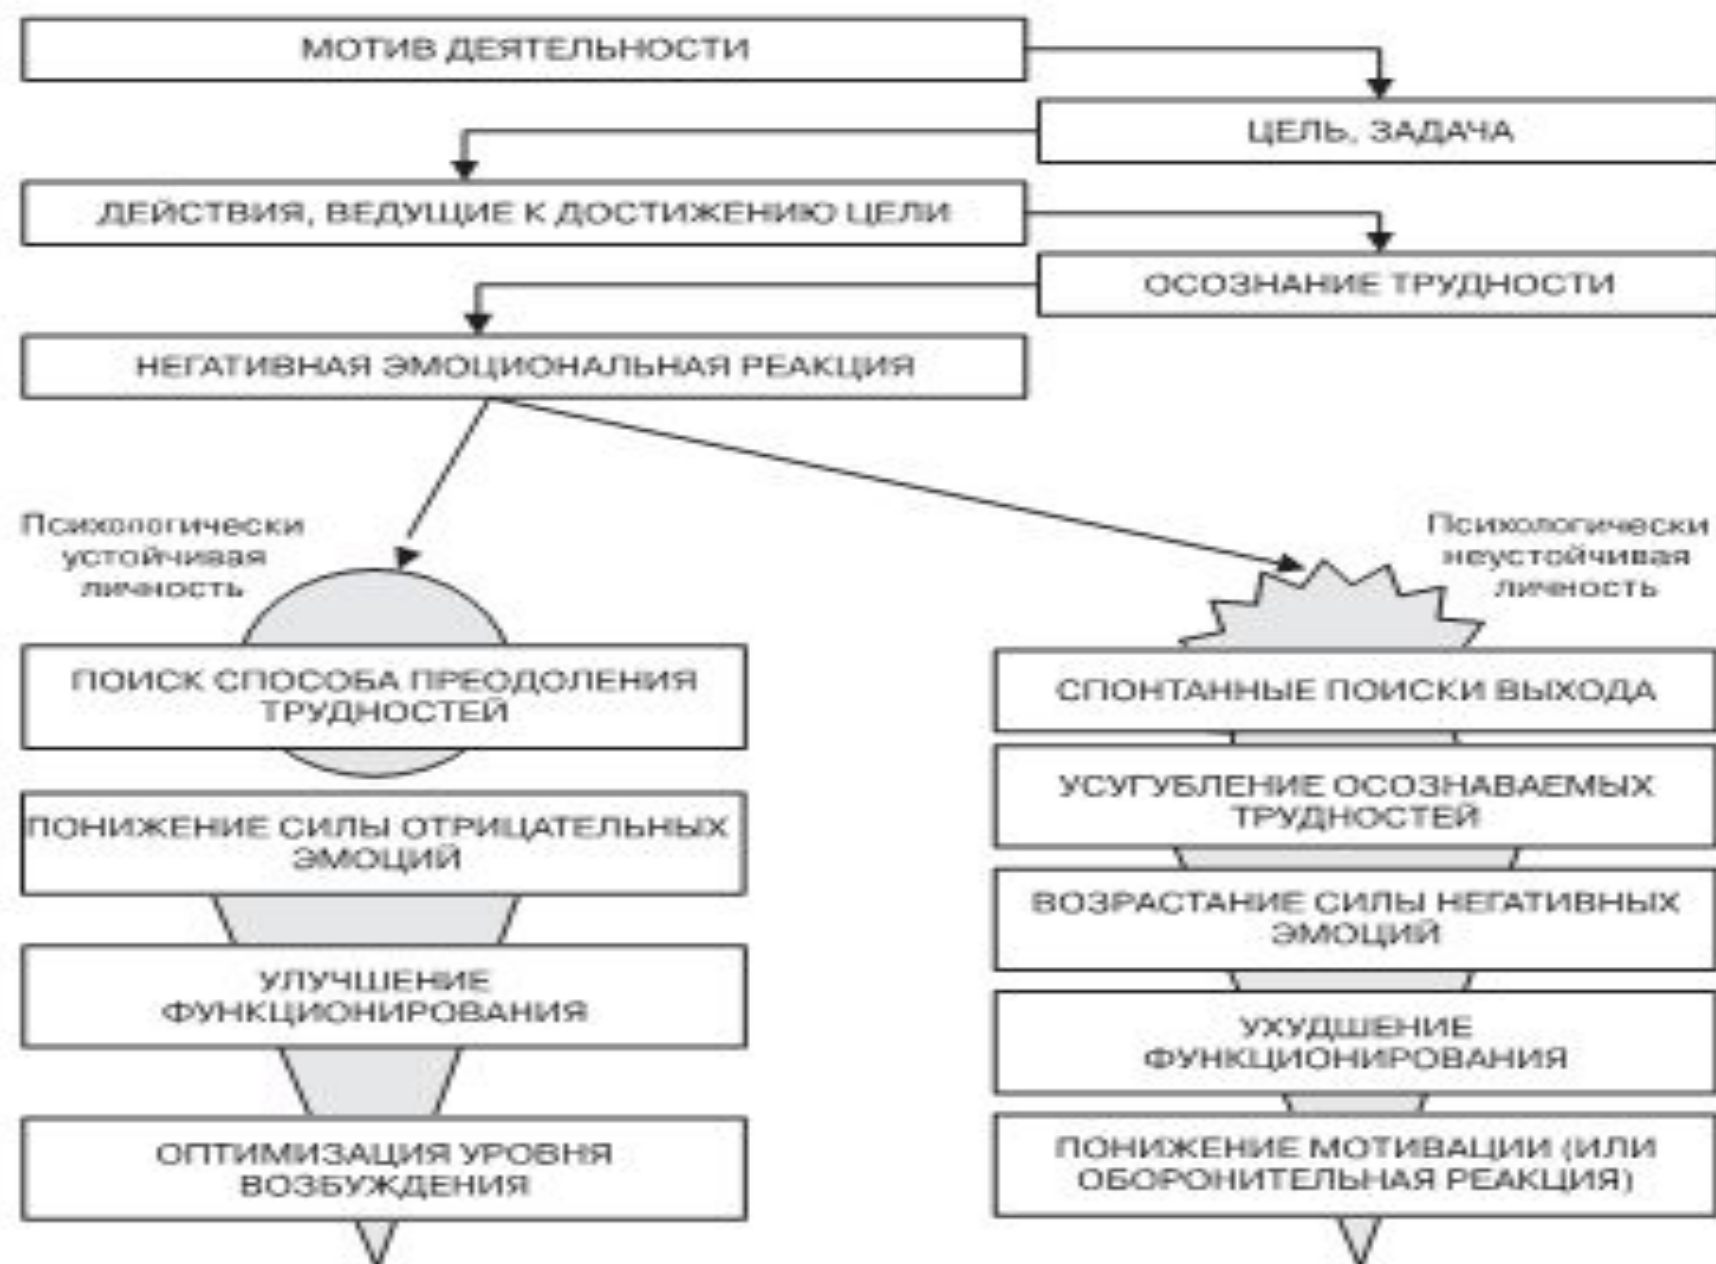 МОТИВ ДЕЯТЕЛЬНОСТИ
ЦЕЛЬ, ЗАДАЧА
ДЕЙСТВИЯ, ВЕДУЩИЕ К ДОСТИЖЕНИЮ ЦЕЛИ
ОСОЗНАНИЕ ТРУДНОСТИ
НЕГАТИВНАЯ ЭМОЦИОНАЛЬНАЯ РЕАКЦИЯ
Психологически
устойчивая
личность
ПОИСК СПОСОБА ПРЕОДОЛЕНИЯ
ТРУДНОСТЕЙ
ПОНИЖЕНИЕ СИЛЫ ОТРИЦАТЕЛЬНЫХ
ЭМОЦИЙ
УЛУЧШЕНИЕ
ФУНКЦИОНИРОВАНИЯ
ОПТИМИЗАЦИЯ УРОВНЯ
ВОЗБУЖДЕНИЯ
Психологически
неустойчивая
личность
СПОНТАННЫЕ ПОИСКИ ВЫХОДА
УСУГУБЛЕНИЕ ОСОЗНАВАЕМЫХ
ТРУДНОСТЕЙ
ВОЗРАСТАНИЕ СИЛЫ НЕГАТИВНЫХ
ЭМОЦИЙ
УХУДШЕНИЕ
ФУНКЦИОНИРОВАНИЯ
ПОНИЖЕНИЕ МОТИВАЦИИ (ИЛИ
ОБОРОНИТЕЛЬНАЯ РЕАКЦИЯ)